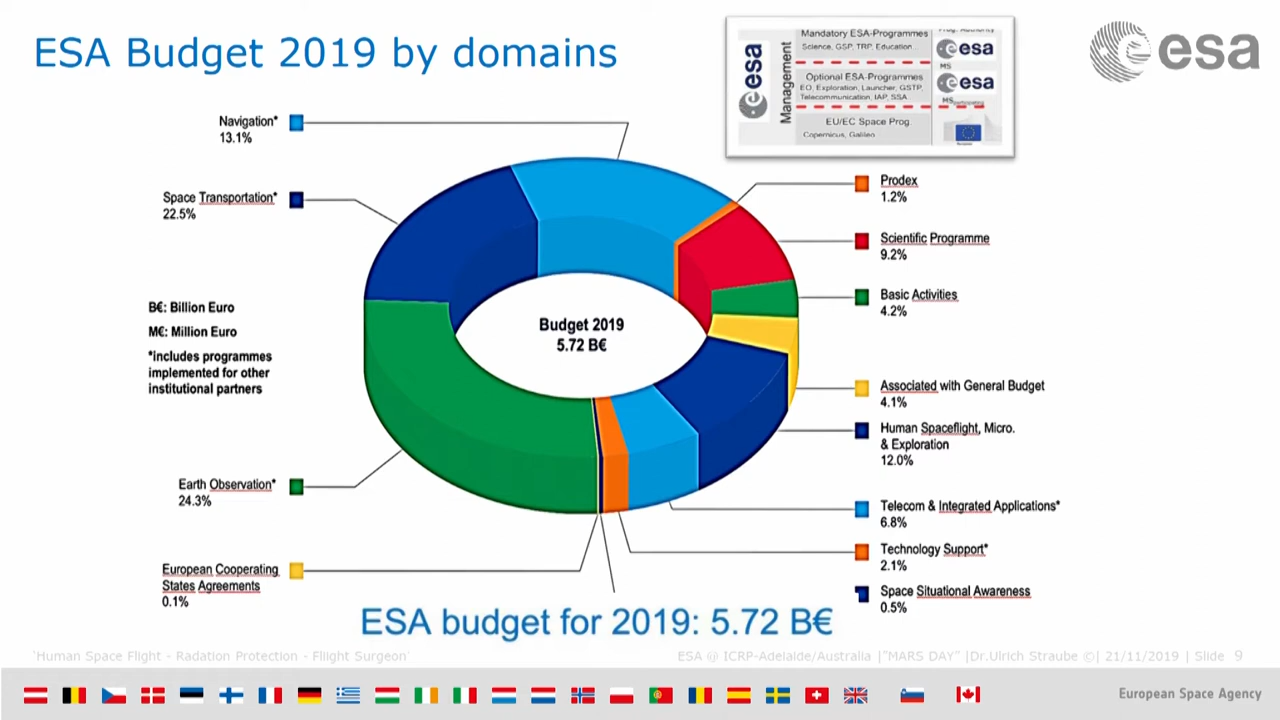 ESA Budget 2019 by domains
esa
Management
Mandatory ESA-Programmes
Science, GSP, TRP, Education...
Optional ESA-Programmes
EO, Exploration, Launcher, GSTP,
Telecommunication, IAP, SSA...
EU/EC Space Prog.
Copernicus, Galileo
esa
MS
esa
MS
esa
Navigation*
13.1%
Space Transportation*
22.5%
B€: Billion Euro
M€: Million Euro
*includes programmes
implemented for other
institutional partners
Earth Observation*
24.3%
European Cooperating
States Agreements
0.1%
Budget 2019
5.72 B€
Prodex
1.2%
Scientific Programme
9.2%
Basic Activities
4.2%
Associated with General Budget
4.1%
Human Spaceflight, Micro.
& Exploration
12.0%
Telecom & Integrated Applications*
6.8%
Technology Support*
2.1%
Space Situational Awareness
0.5%
ESA budget for 2019: 5.72 B€
`Human Space Flight - Radiation Protection - Fliight Surgeon´
ESA @ ICRP-Adelaide/Australia |"MARS DAY" |Dr.Ulrich Straube ©| 21/11/2019 | Slide 9
European Space Agency